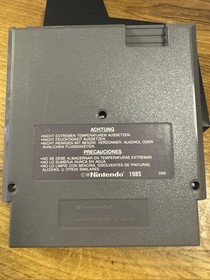 ACHTUNG
•NICHT EXTREMEN TEMPERATUREN AUSSETZEN.
•NICHT FEUCHTIGKEIT AUSSETZEN.
•NICHT REINIGEN MIT BENZIN, VERDÜNNER, ALKOHOL ODER
ÄHNLICHEN FLÜSSIGKEITEN.
PRECAUCIONES
•NO SE DEBE ALMACENAR EN TEMPERATURAS EXTREMAS.
•NO LO SUMERJA NUNCA EN AGUA.
•NO LO LIMPIE CON BENCINA, DISOLVENTES DE PINTURAS,
ALCOHOL U OTROS SIMILARES.
Nintendo 1985